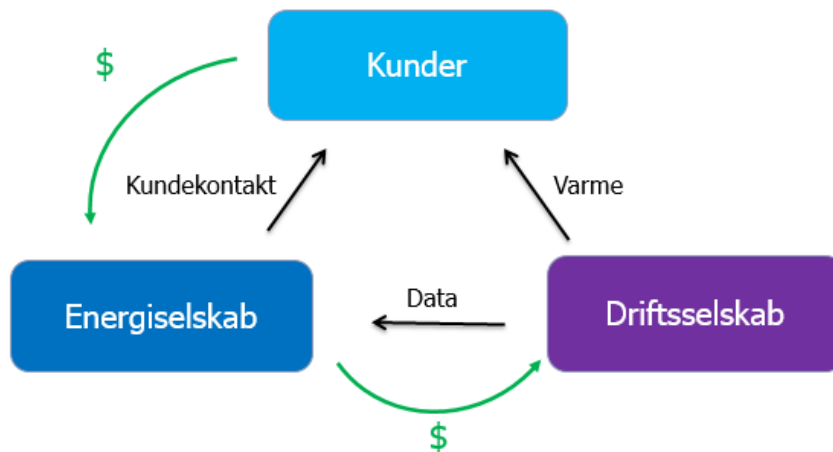 $
Kunder
Kundekontakt
Varme
Energiselskab
Data
Driftsselskab
$